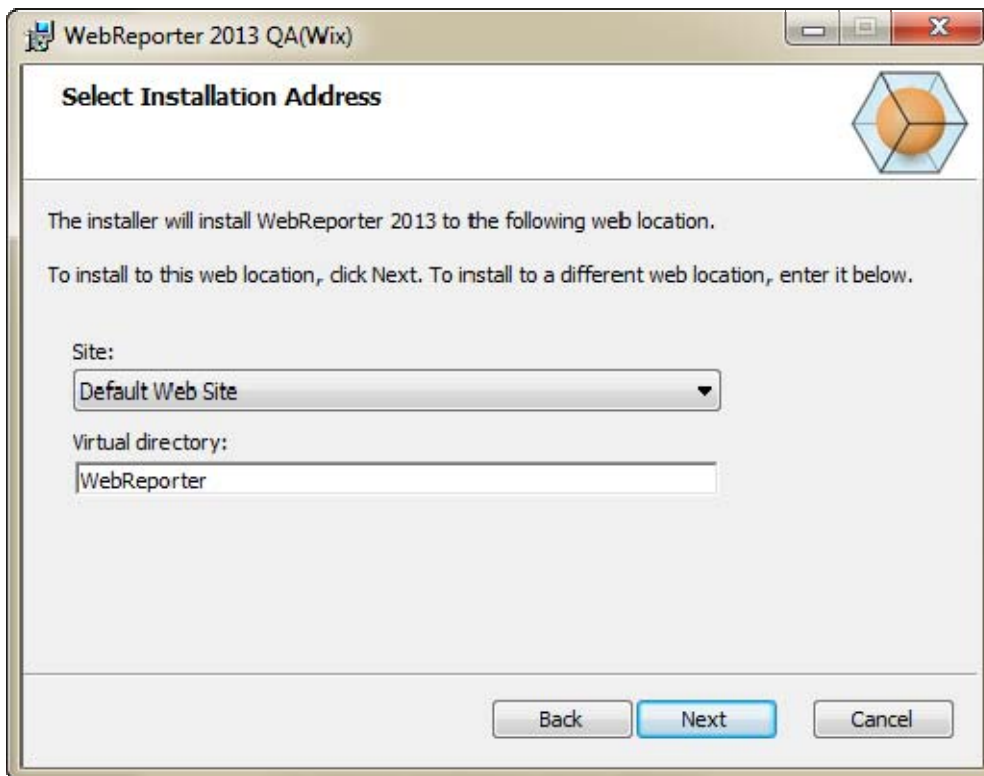 WebReporter 2013 QA(Wix)
Select Installation Address
The installer will install WebReporter 2013 to the following web location.
To install to this web location, click Next. To install to a different web location, enter it below.
Site:
Default Web Site
Virtual directory:
WebReporter
Back
Next
Cancel